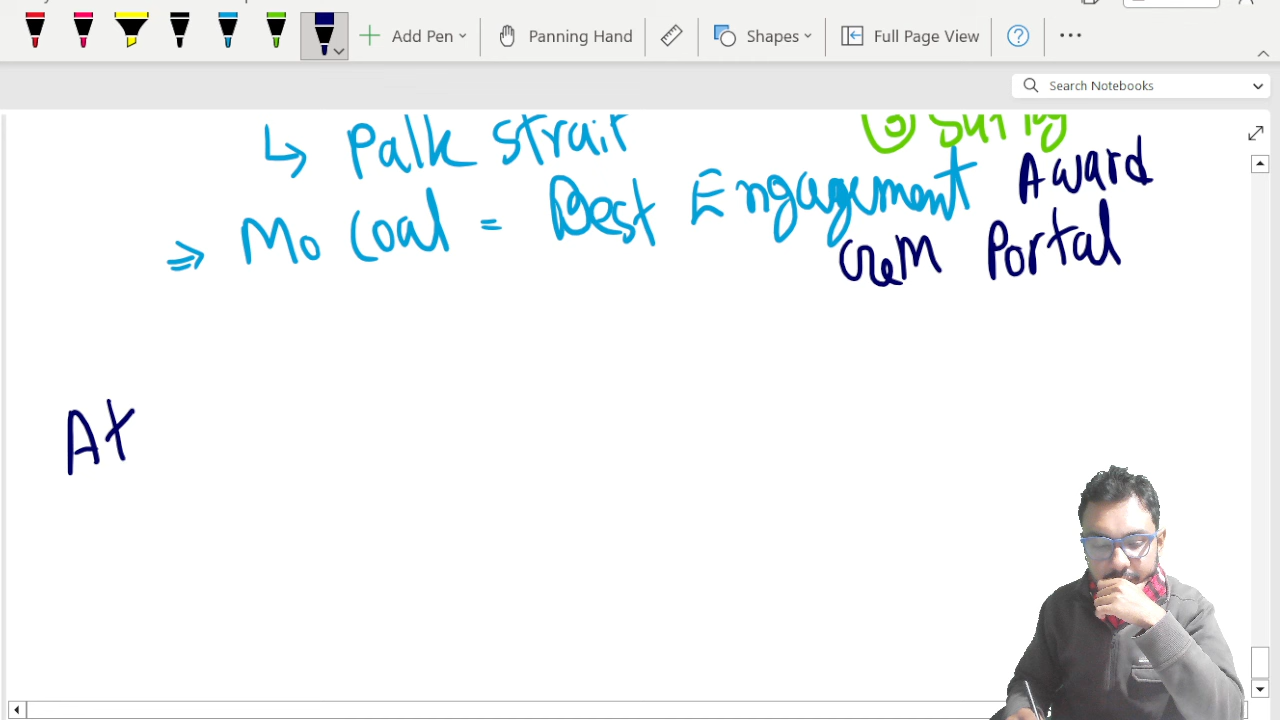 Add Pen
Panning Hand
Shapes
Full Page View
Search Notebooks
↳ Palk strait
⇒ Mo Coal = Best Engagement Award
GeM Portal
At